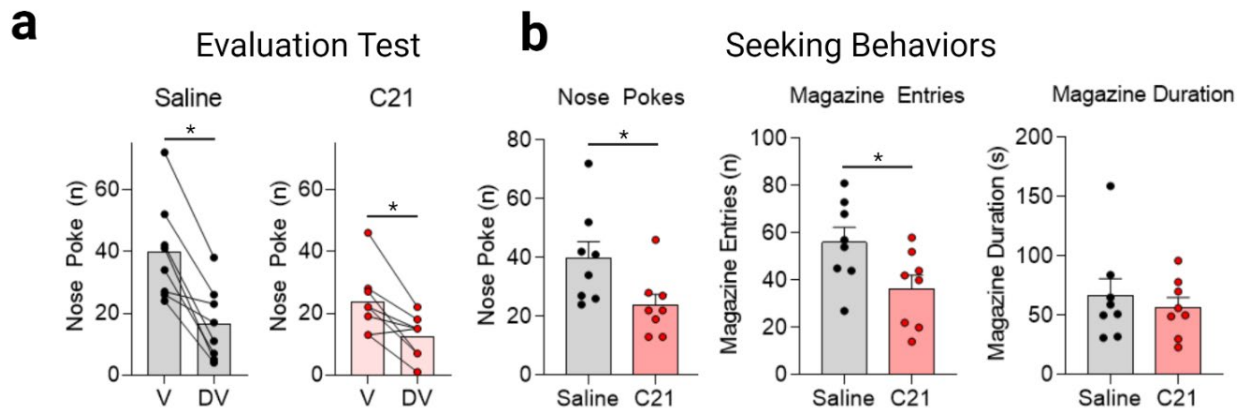 a
Evaluation Test
Saline
C21
*
*
Nose Poke (n)
60
40
20
0
V DV
Nose Poke (n)
60
40
20
0
V DV
b
Seeking Behaviors
Nose Pokes
*
Nose Poke (n)
80
60
40
20
0
Saline C21
Magazine Entries
*
Magazine Entries (n)
100
80
60
40
20
0
Saline C21
Magazine Duration
Magazine Duration (s)
200
150
100
50
0
Saline C21